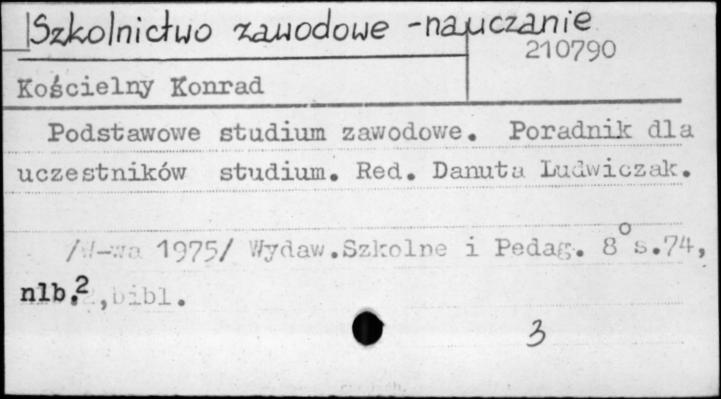 Szkolnictwo zawodowe - nauczanie
210790
Kościelny Konrad
Podstawowe studium zawodowe. Poradnik dla
uczestników studium. Red. Danuta Ludwiczak.
/W-wa 1975/ Wydaw.Szkolne i Pedag. 8° s.74,
nlb.2,bibl.
3